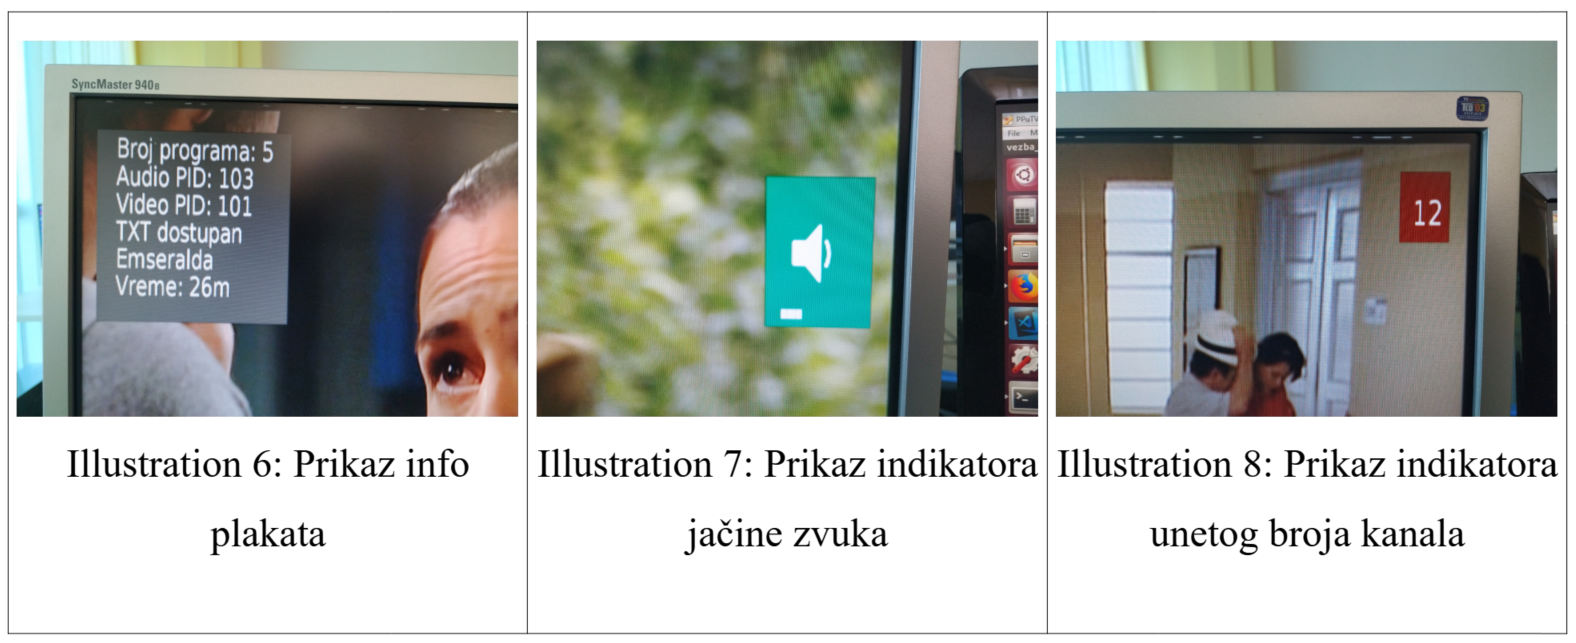 SyncMaster 940B
Broj programa: 5
Audio PID: 103
Video PID: 101
TXT dostupan
Emseralda
Vreme: 26m
Illustration 6: Prikaz info
plakata
PPuTV
File M
vezba_
Illustration 7: Prikaz indikatora
jačine zvuka
12
Illustration 8: Prikaz indikatora
unetog broja kanala